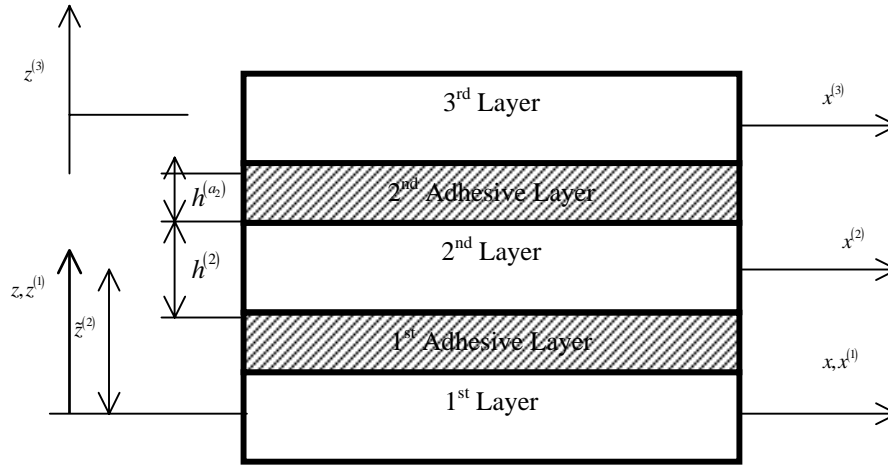 z^(3)
3rd Layer
x^(3)
h^(a₂)
2nd Adhesive Layer
2nd Layer
x^(2)
h^(2)
z, z^(1)
z̃^(2)
1st Adhesive Layer
x, x^(1)
1st Layer